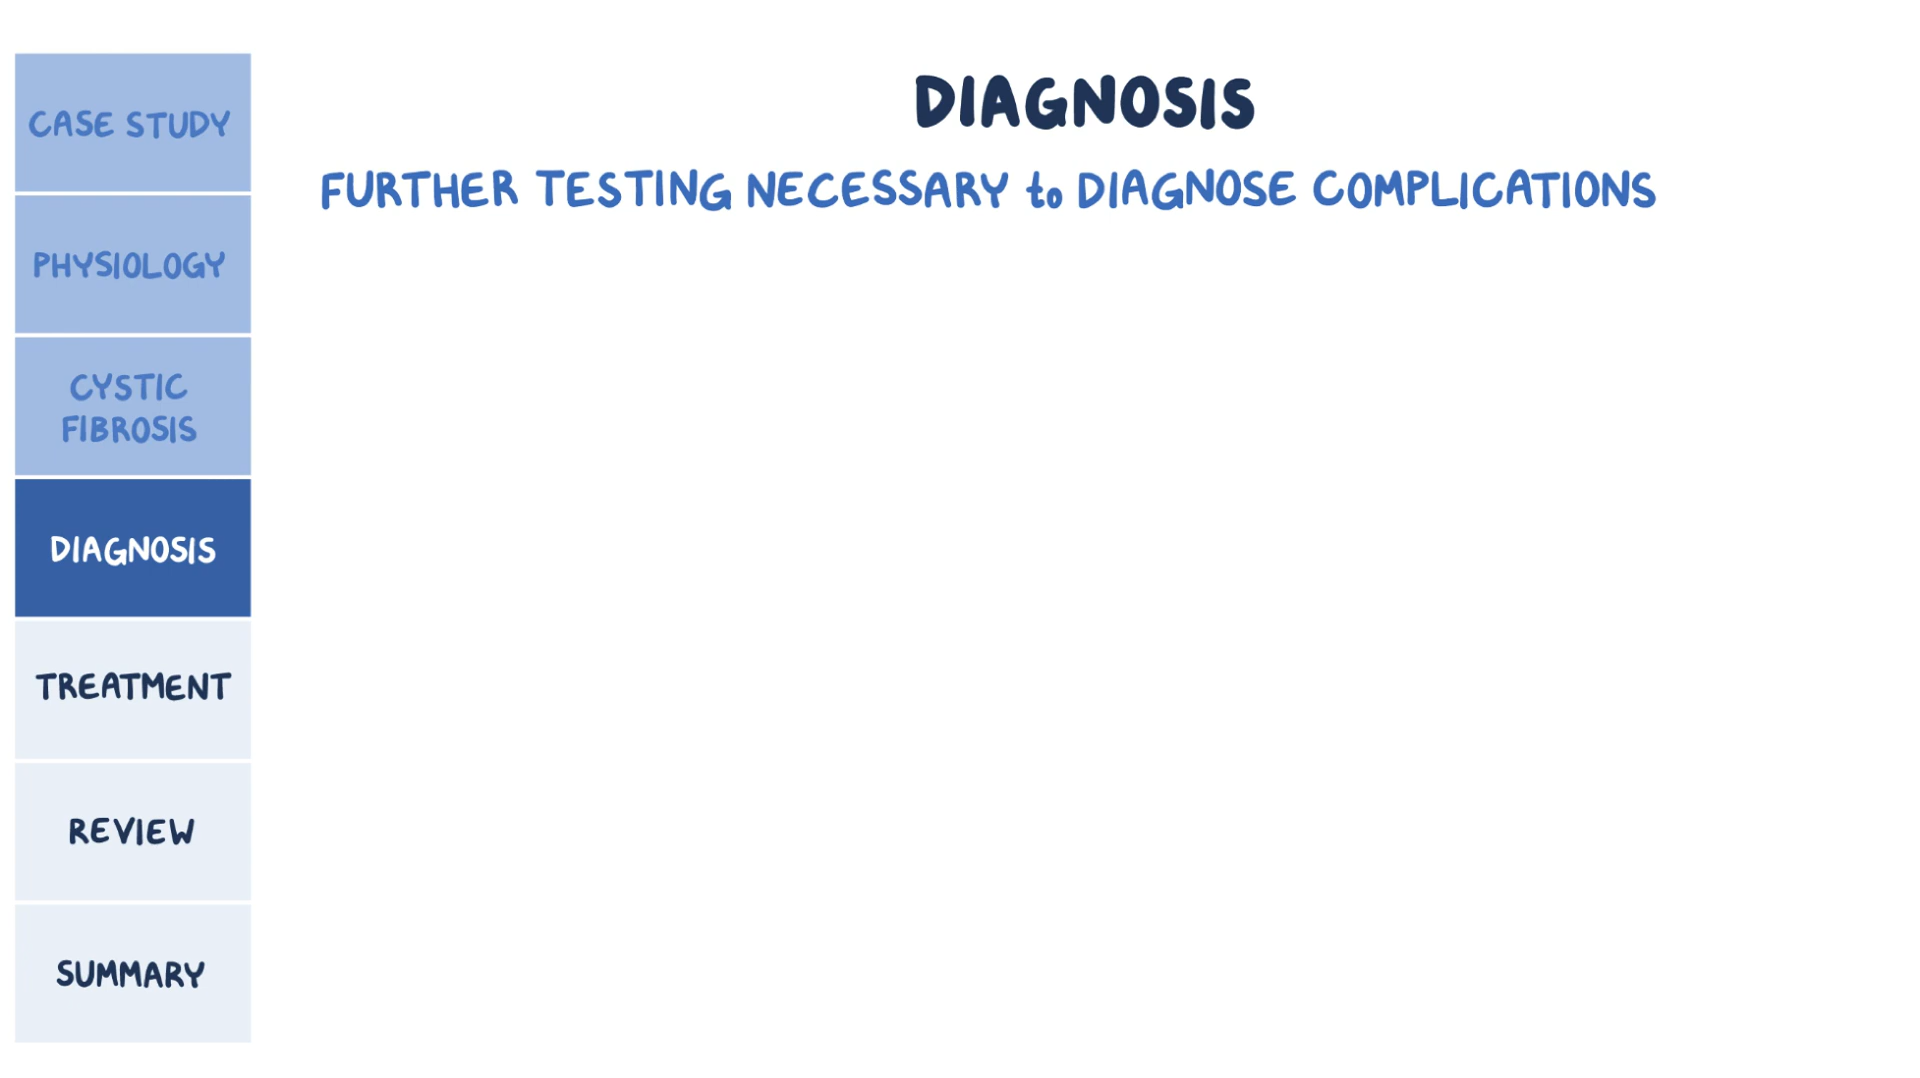 CASE STUDY
PHYSIOLOGY
CYSTIC
FIBROSIS
DIAGNOSIS
TREATMENT
REVIEW
SUMMARY
DIAGNOSIS
FURTHER TESTING NECESSARY to DIAGNOSE COMPLICATIONS